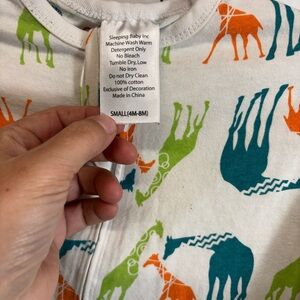 Sleeping Baby Inc
Machine Wash Warm
Detergent Only
No Bleach
Tumble Dry, Low
No Iron
Do not Dry Clean
100% cotton
Exclusive of Decoration
Made in China
SMALL(4M-8M)